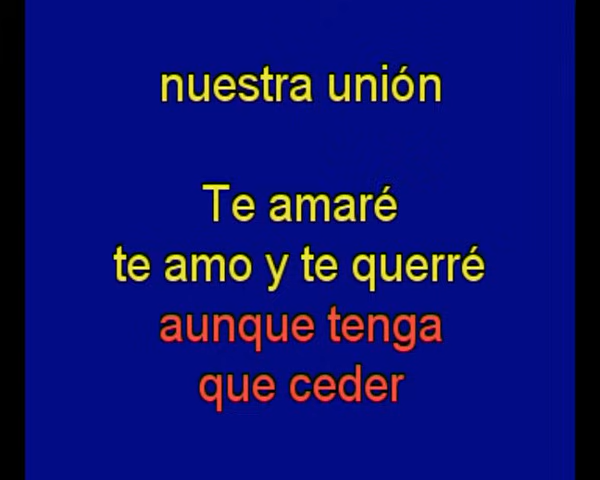 nuestra unión
Te amaré
te amo y te querré
aunque tenga
que ceder